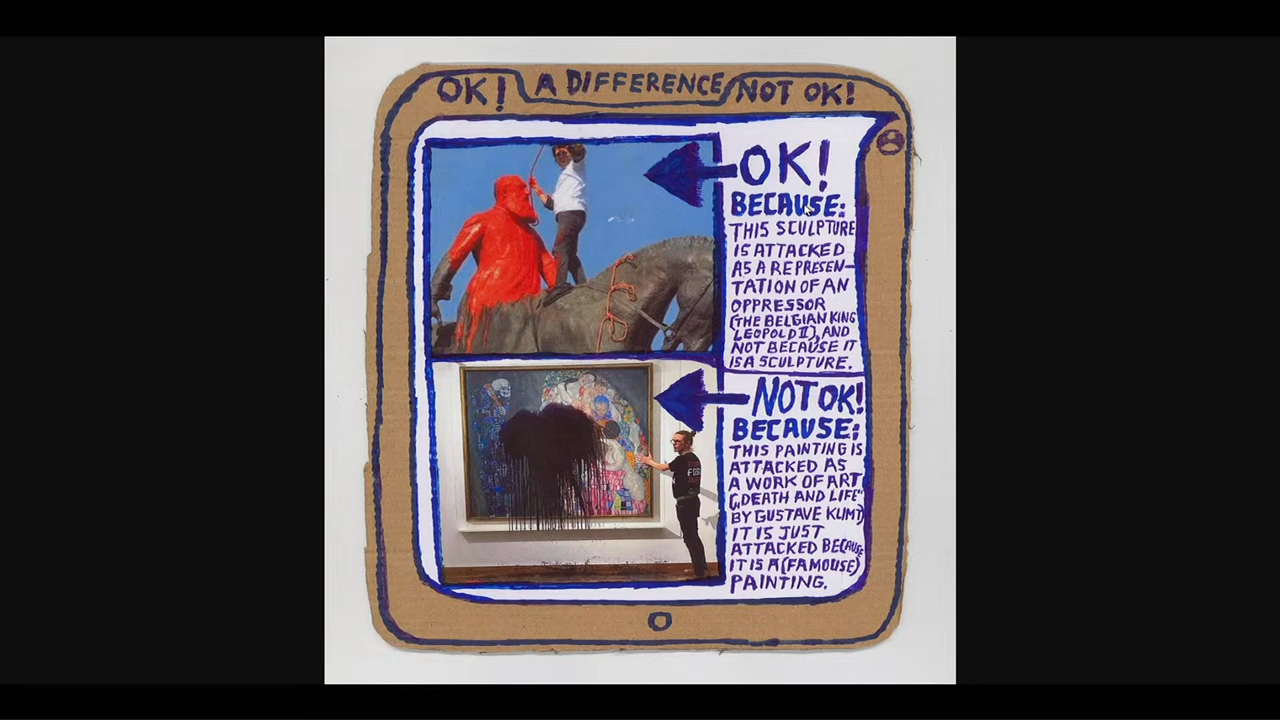 OK! A DIFFERENCE NOT OK!
OK!
BECAUSE:
THIS SCULPTURE
IS ATTACKED
AS A REPRESEN-
TATION OF AN
OPPRESSOR
(THE BELGIAN KING
LEOPOLD II), AND
NOT BECAUSE IT
IS A SCULPTURE.
NOT OK!
BECAUSE:
THIS PAINTING IS
ATTACKED AS
A WORK OF ART
(„DEATH AND LIFE“
BY GUSTAVE KLIMT)
IT IS JUST
ATTACKED BECAUSE
IT IS A (FAMOUSE)
PAINTING.